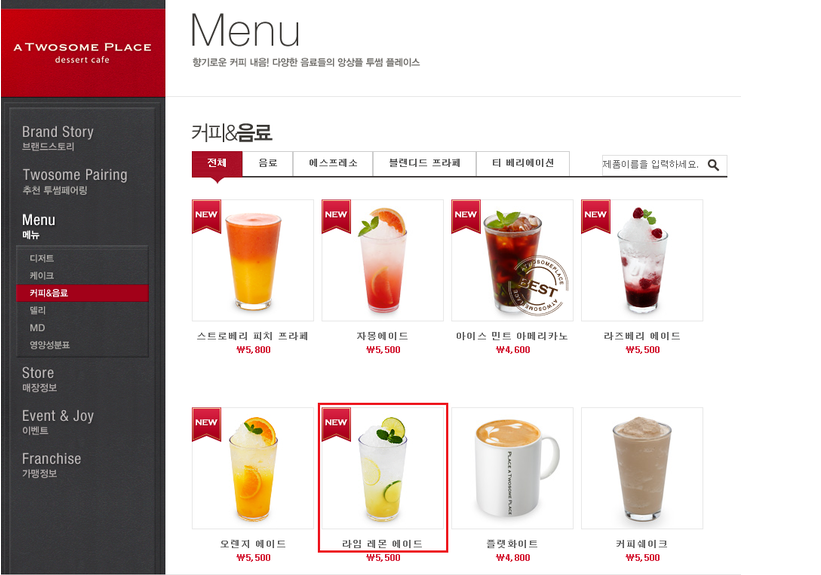 A TWOSOME PLACE
dessert cafe
Menu
향기로운 커피 내음! 다양한 음료들의 앙상플 투썸 플레이스
Brand Story
브랜드스토리
Twosome Pairing
추천 투썸페어링
Menu
메뉴
디저트
케이크
커피&음료
델리
MD
영양성분표
Store
매장정보
Event & Joy
이벤트
Franchise
가맹정보
커피&음료
전체 음료 에스프레소 블렌디드 프라페 티 베리에이션
제품이름을 입력하세요.
NEW NEW NEW NEW
A TWOSOME PLACE
BEST
A TWOSOME PLACE
스트로베리 피치 프라페 자몽에이드 아이스 민트 아메리카노 라즈베리 에이드
₩5,800 ₩5,500 ₩4,600 ₩5,500
NEW NEW
PLACE A TWOSOME PLACE
오렌지 에이드 라임 레몬 에이드 플랫화이트 커피쉐이크
₩5,500 ₩5,500 ₩4,800 ₩5,500